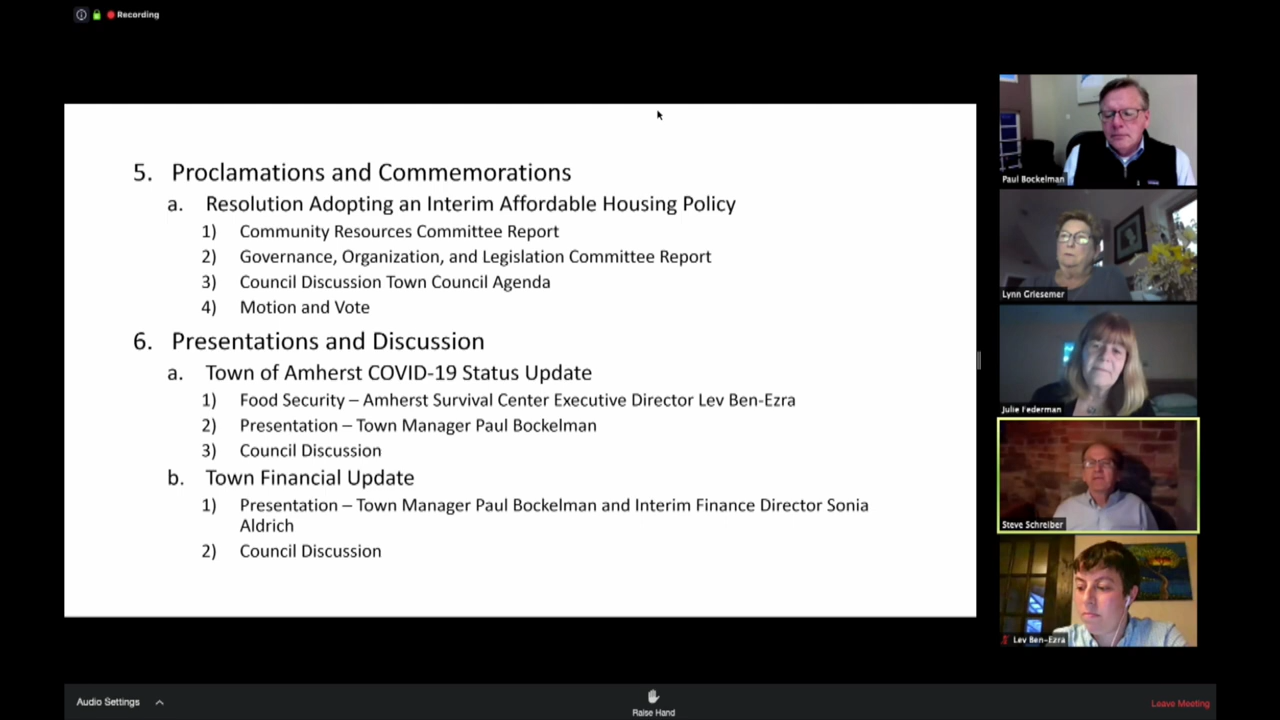 Recording
5. Proclamations and Commemorations
a. Resolution Adopting an Interim Affordable Housing Policy
1) Community Resources Committee Report
2) Governance, Organization, and Legislation Committee Report
3) Council Discussion Town Council Agenda
4) Motion and Vote
6. Presentations and Discussion
a. Town of Amherst COVID-19 Status Update
1) Food Security – Amherst Survival Center Executive Director Lev Ben-Ezra
2) Presentation – Town Manager Paul Bockelman
3) Council Discussion
b. Town Financial Update
1) Presentation – Town Manager Paul Bockelman and Interim Finance Director Sonia
Aldrich
2) Council Discussion
Paul Bockelman
Lynn Griesemer
Julie Federman
Steve Schreiber
Lev Ben-Ezra
Audio Settings
Raise Hand
Leave Meeting